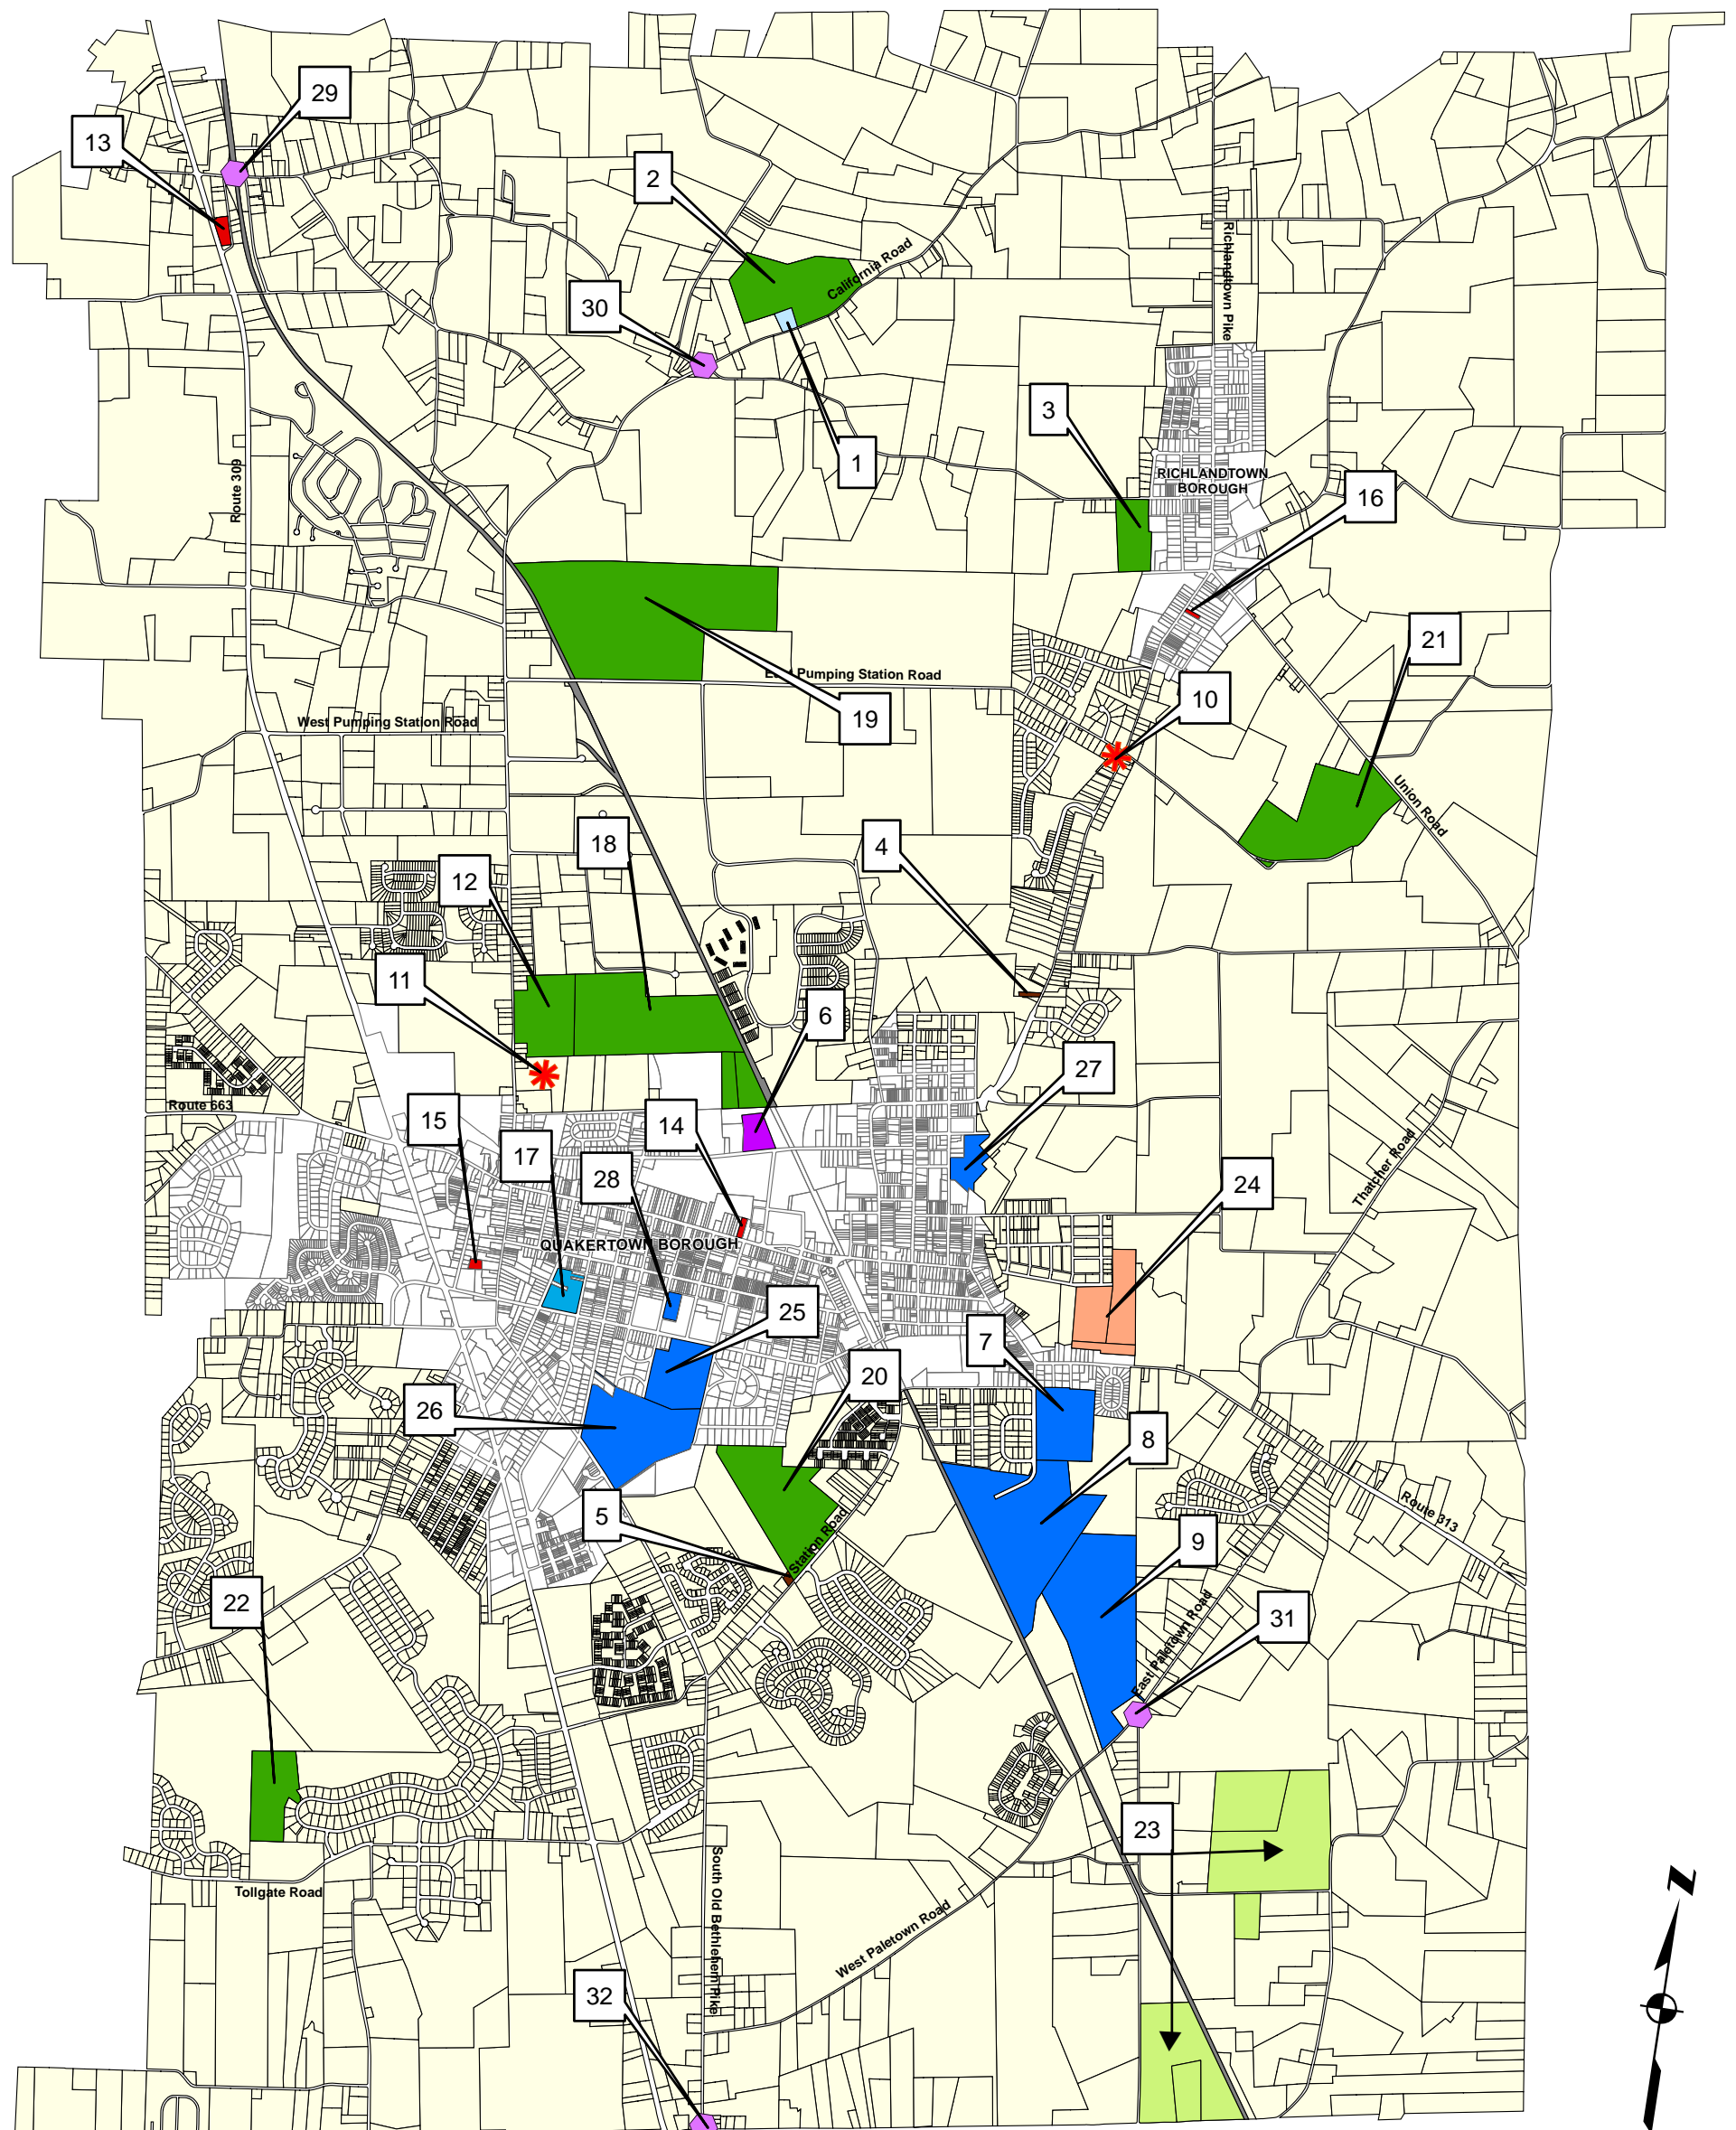 29
13
2
California Road
Richlandtown Pike
30
3
1
RICHLANDTOWN
BOROUGH
Route 309
16
21
East Pumping Station Road
10
19
West Pumping Station Road
Union Road
18
4
12
11
6
27
Route 663
15
14
17
28
Thatcher Road
24
QUAKERTOWN BOROUGH
25
7
20
26
8
Route 313
5
Station Road
9
22
31
East Paletown Road
23
Tollgate Road
South Old Bethlehem Pike
West Paletown Road
32
N